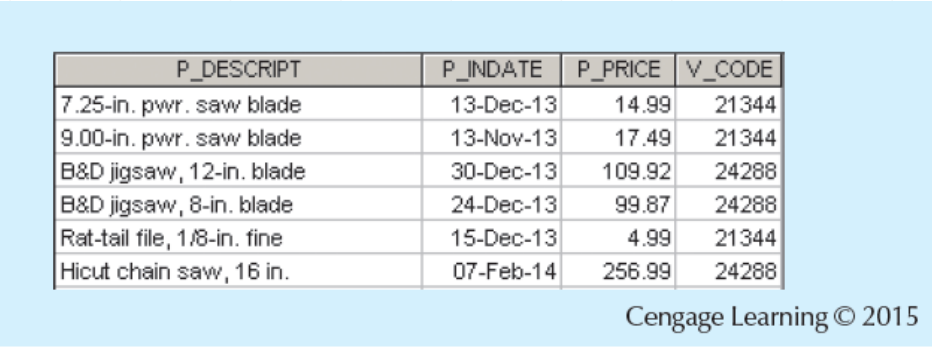 P_DESCRIPT P_INDATE P_PRICE V_CODE
7.25-in. pwr. saw blade 13-Dec-13 14.99 21344
9.00-in. pwr. saw blade 13-Nov-13 17.49 21344
B&D jigsaw, 12-in. blade 30-Dec-13 109.92 24288
B&D jigsaw, 8-in. blade 24-Dec-13 99.87 24288
Rat-tail file, 1/8-in. fine 15-Dec-13 4.99 21344
Hicut chain saw, 16 in. 07-Feb-14 256.99 24288
Cengage Learning © 2015